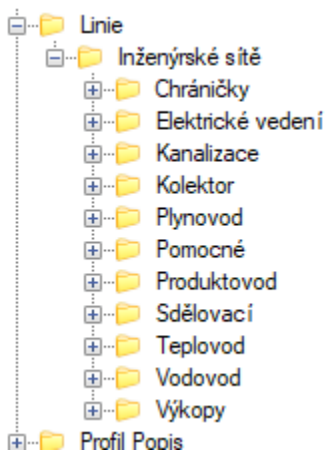 Linie
Inženýrské sítě
Chráničky
Elektrické vedení
Kanalizace
Kolektor
Plynovod
Pomocné
Produktovod
Sdělovací
Teplovod
Vodovod
Výkopy
Profil Popis